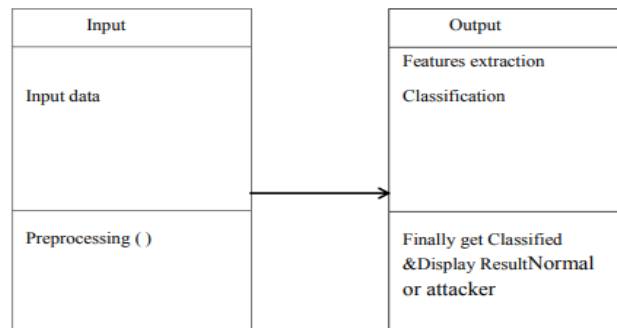 Input
Input data
Preprocessing ( )
Output
Features extraction
Classification
Finally get Classified
&Display ResultNormal
or attacker